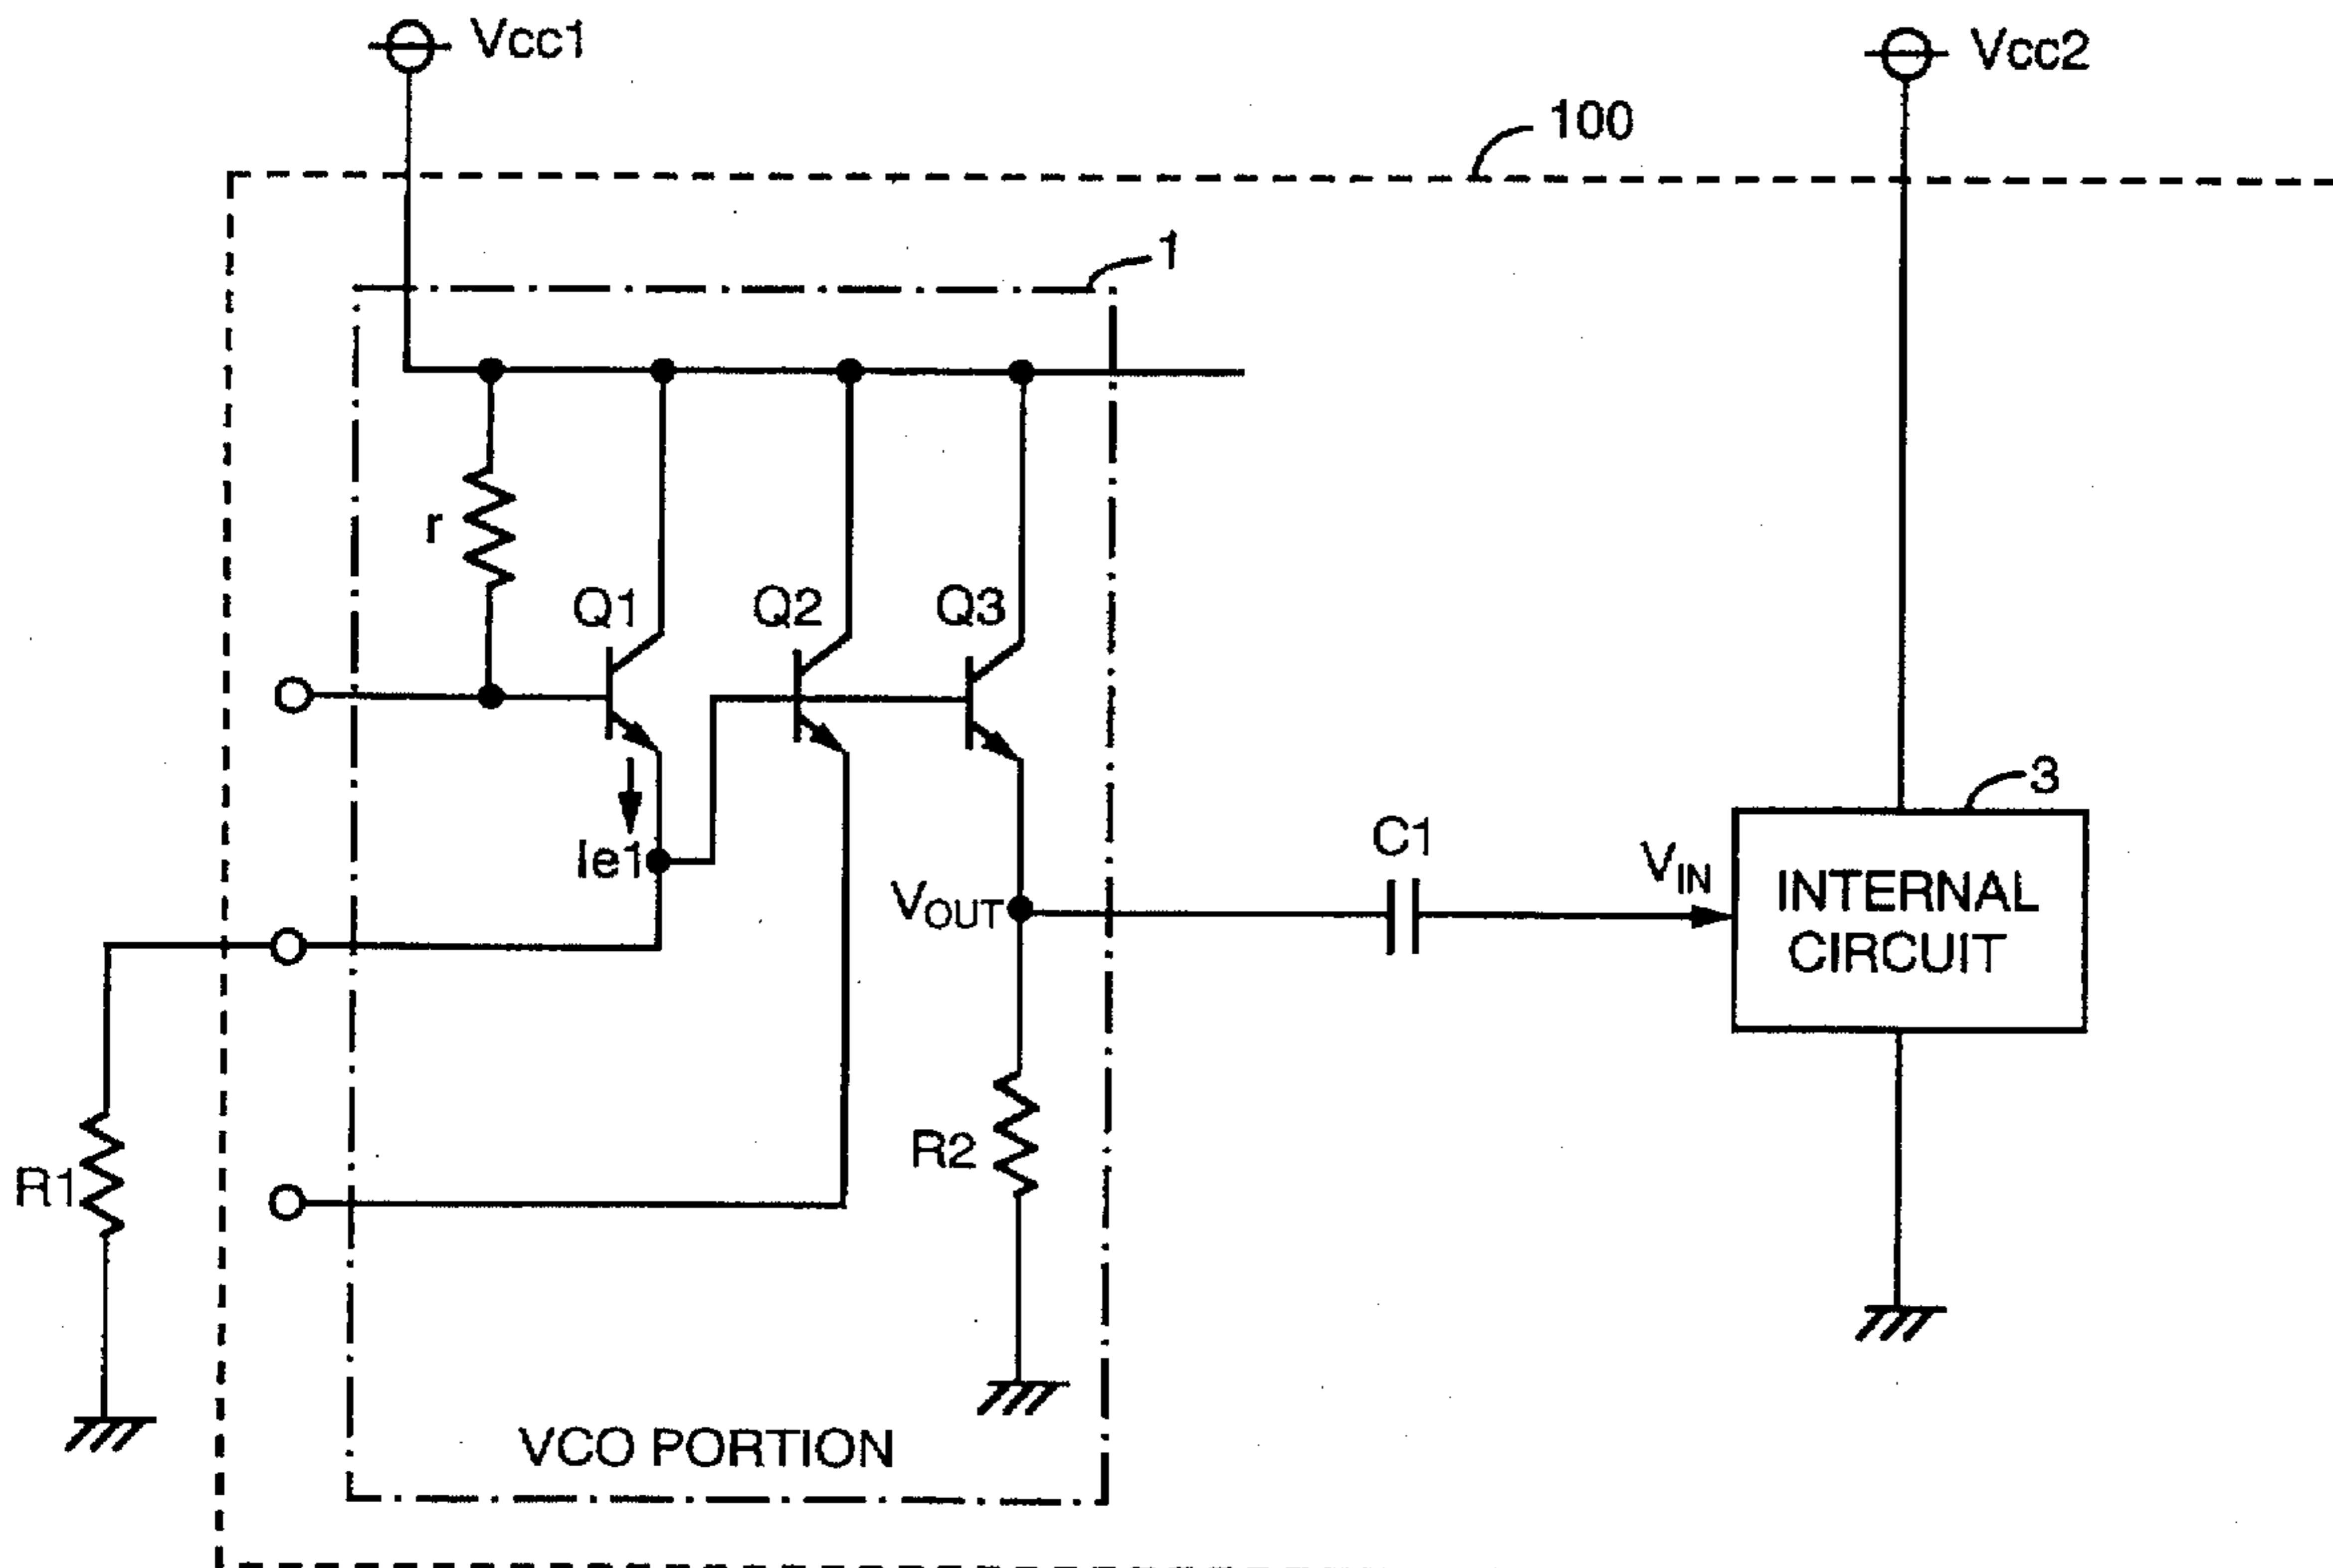 Vcc1
Vcc2
100
1
r
Q1
Q2
Q3
Ie1
3
C1
VIN
VOUT
INTERNAL
CIRCUIT
R1
R2
VCO PORTION